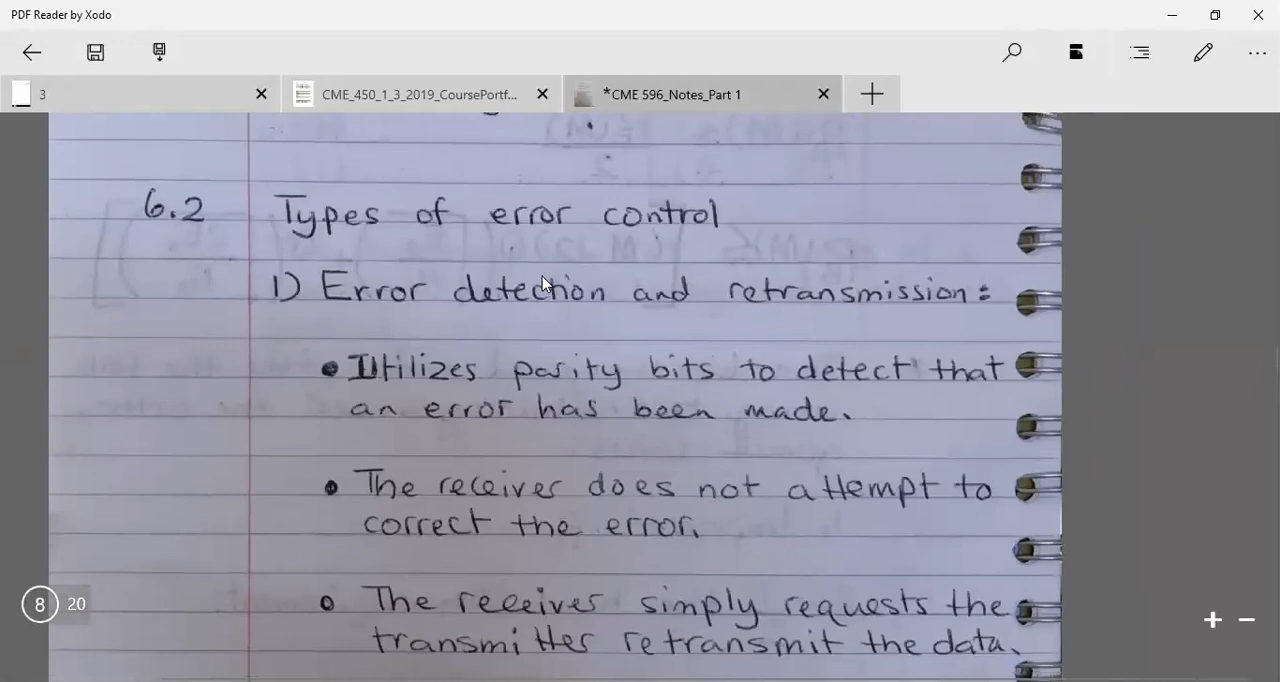 PDF Reader by Xodo
3
CME_450_1_3_2019_CoursePortf...
*CME 596_Notes_Part 1
6.2 Types of error control
1) Error detection and retransmission:
• Utilizes parity bits to detect that
an error has been made.
• The receiver does not attempt to
correct the error.
• The receiver simply requests the
transmitter retransmit the data.
8 20